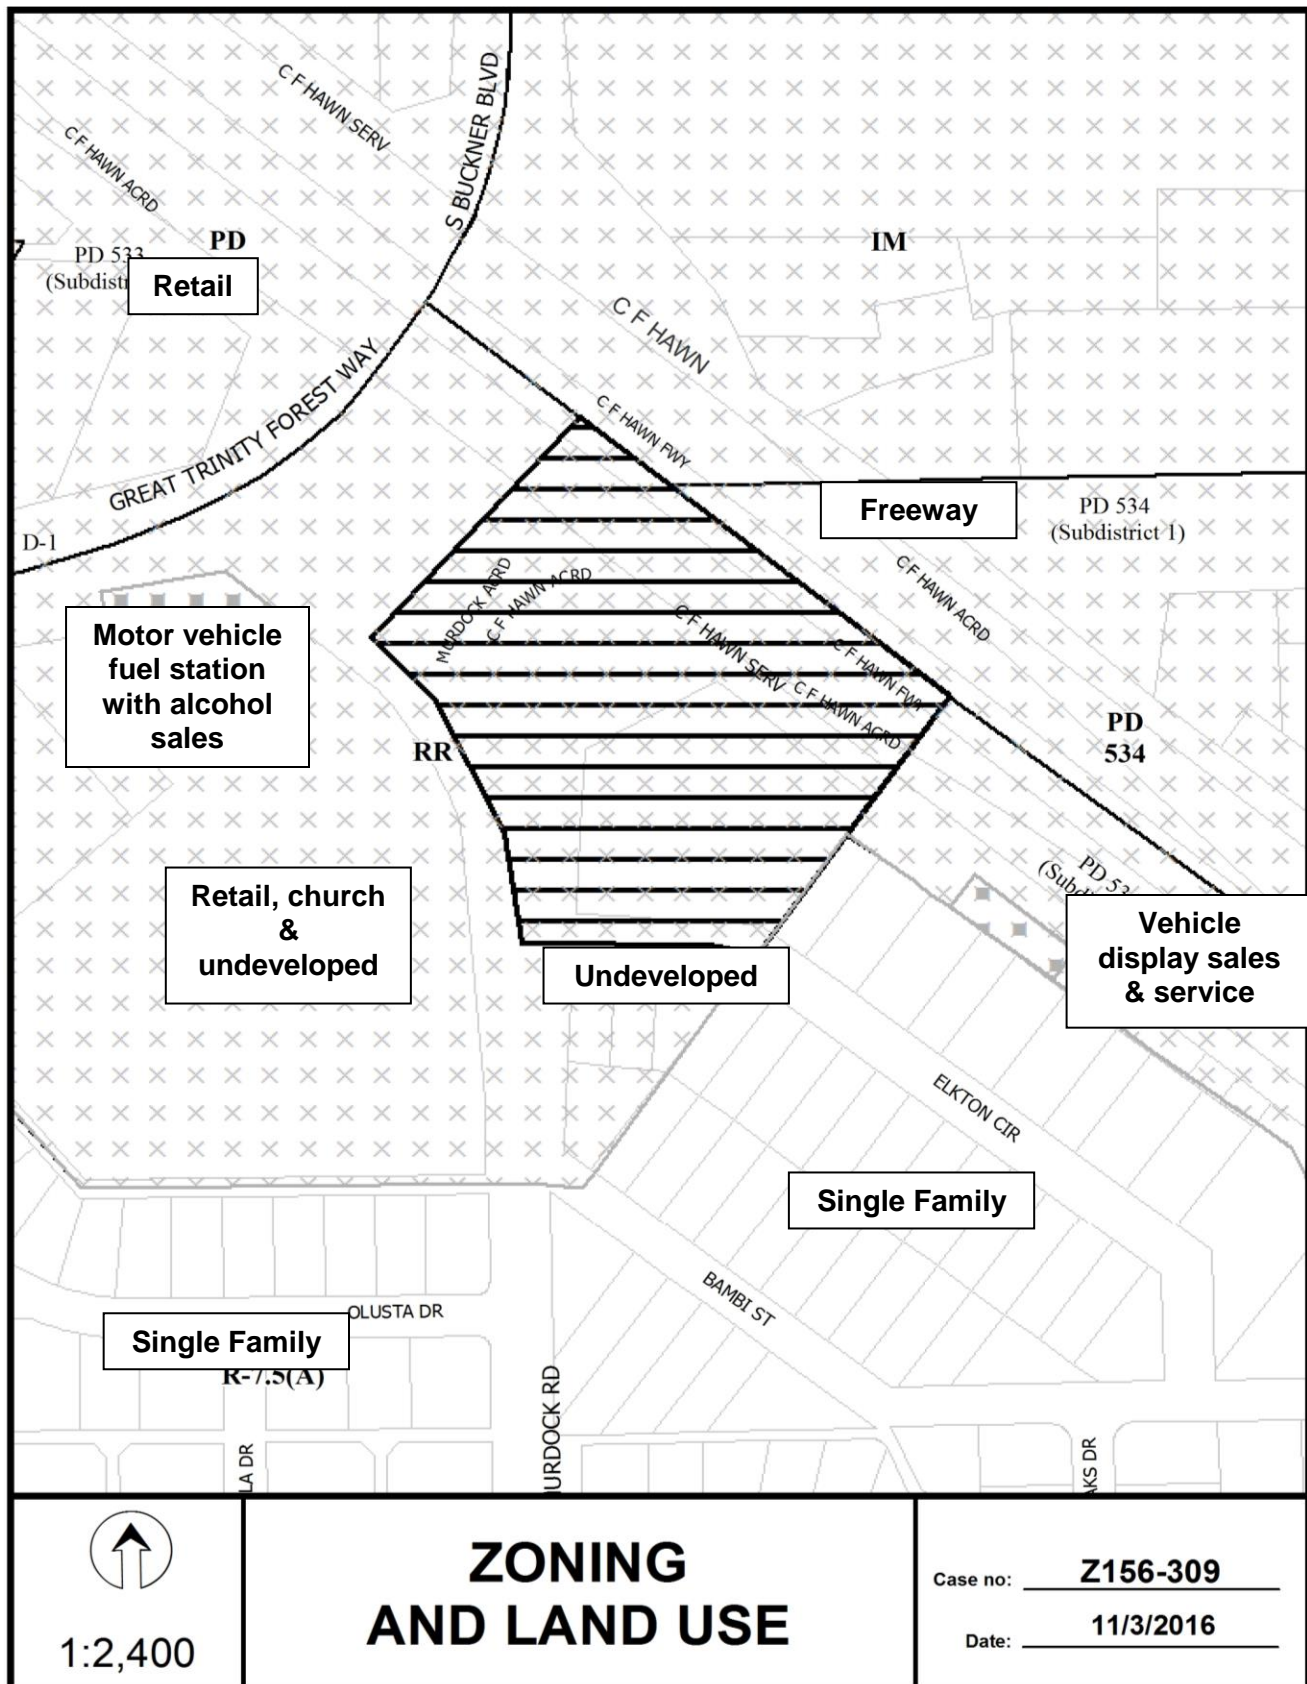 C F HAWN SERV
S BUCKNER BLVD
C F HAWN ACRD
PD
PD 533
(Subdistr
Retail
IM
C F HAWN
GREAT TRINITY FOREST WAY
C F HAWN FWY
D-1
Freeway
PD 534
(Subdistrict 1)
C F HAWN ACRD
MURDOCK ACRD
C F HAWN ACRD
C F HAWN SERV
C F HAWN FWY
C F HAWN ACRD
Motor vehicle
fuel station
with alcohol
sales
RR
PD
534
PD 53
(Subd
Retail, church
&
undeveloped
Undeveloped
Vehicle
display sales
& service
ELKTON CIR
Single Family
BAMBI ST
OLUSTA DR
Single Family
R-7.5(A)
LA DR
URDOCK RD
AKS DR
1:2,400
ZONING
AND LAND USE
Case no: Z156-309
Date: 11/3/2016